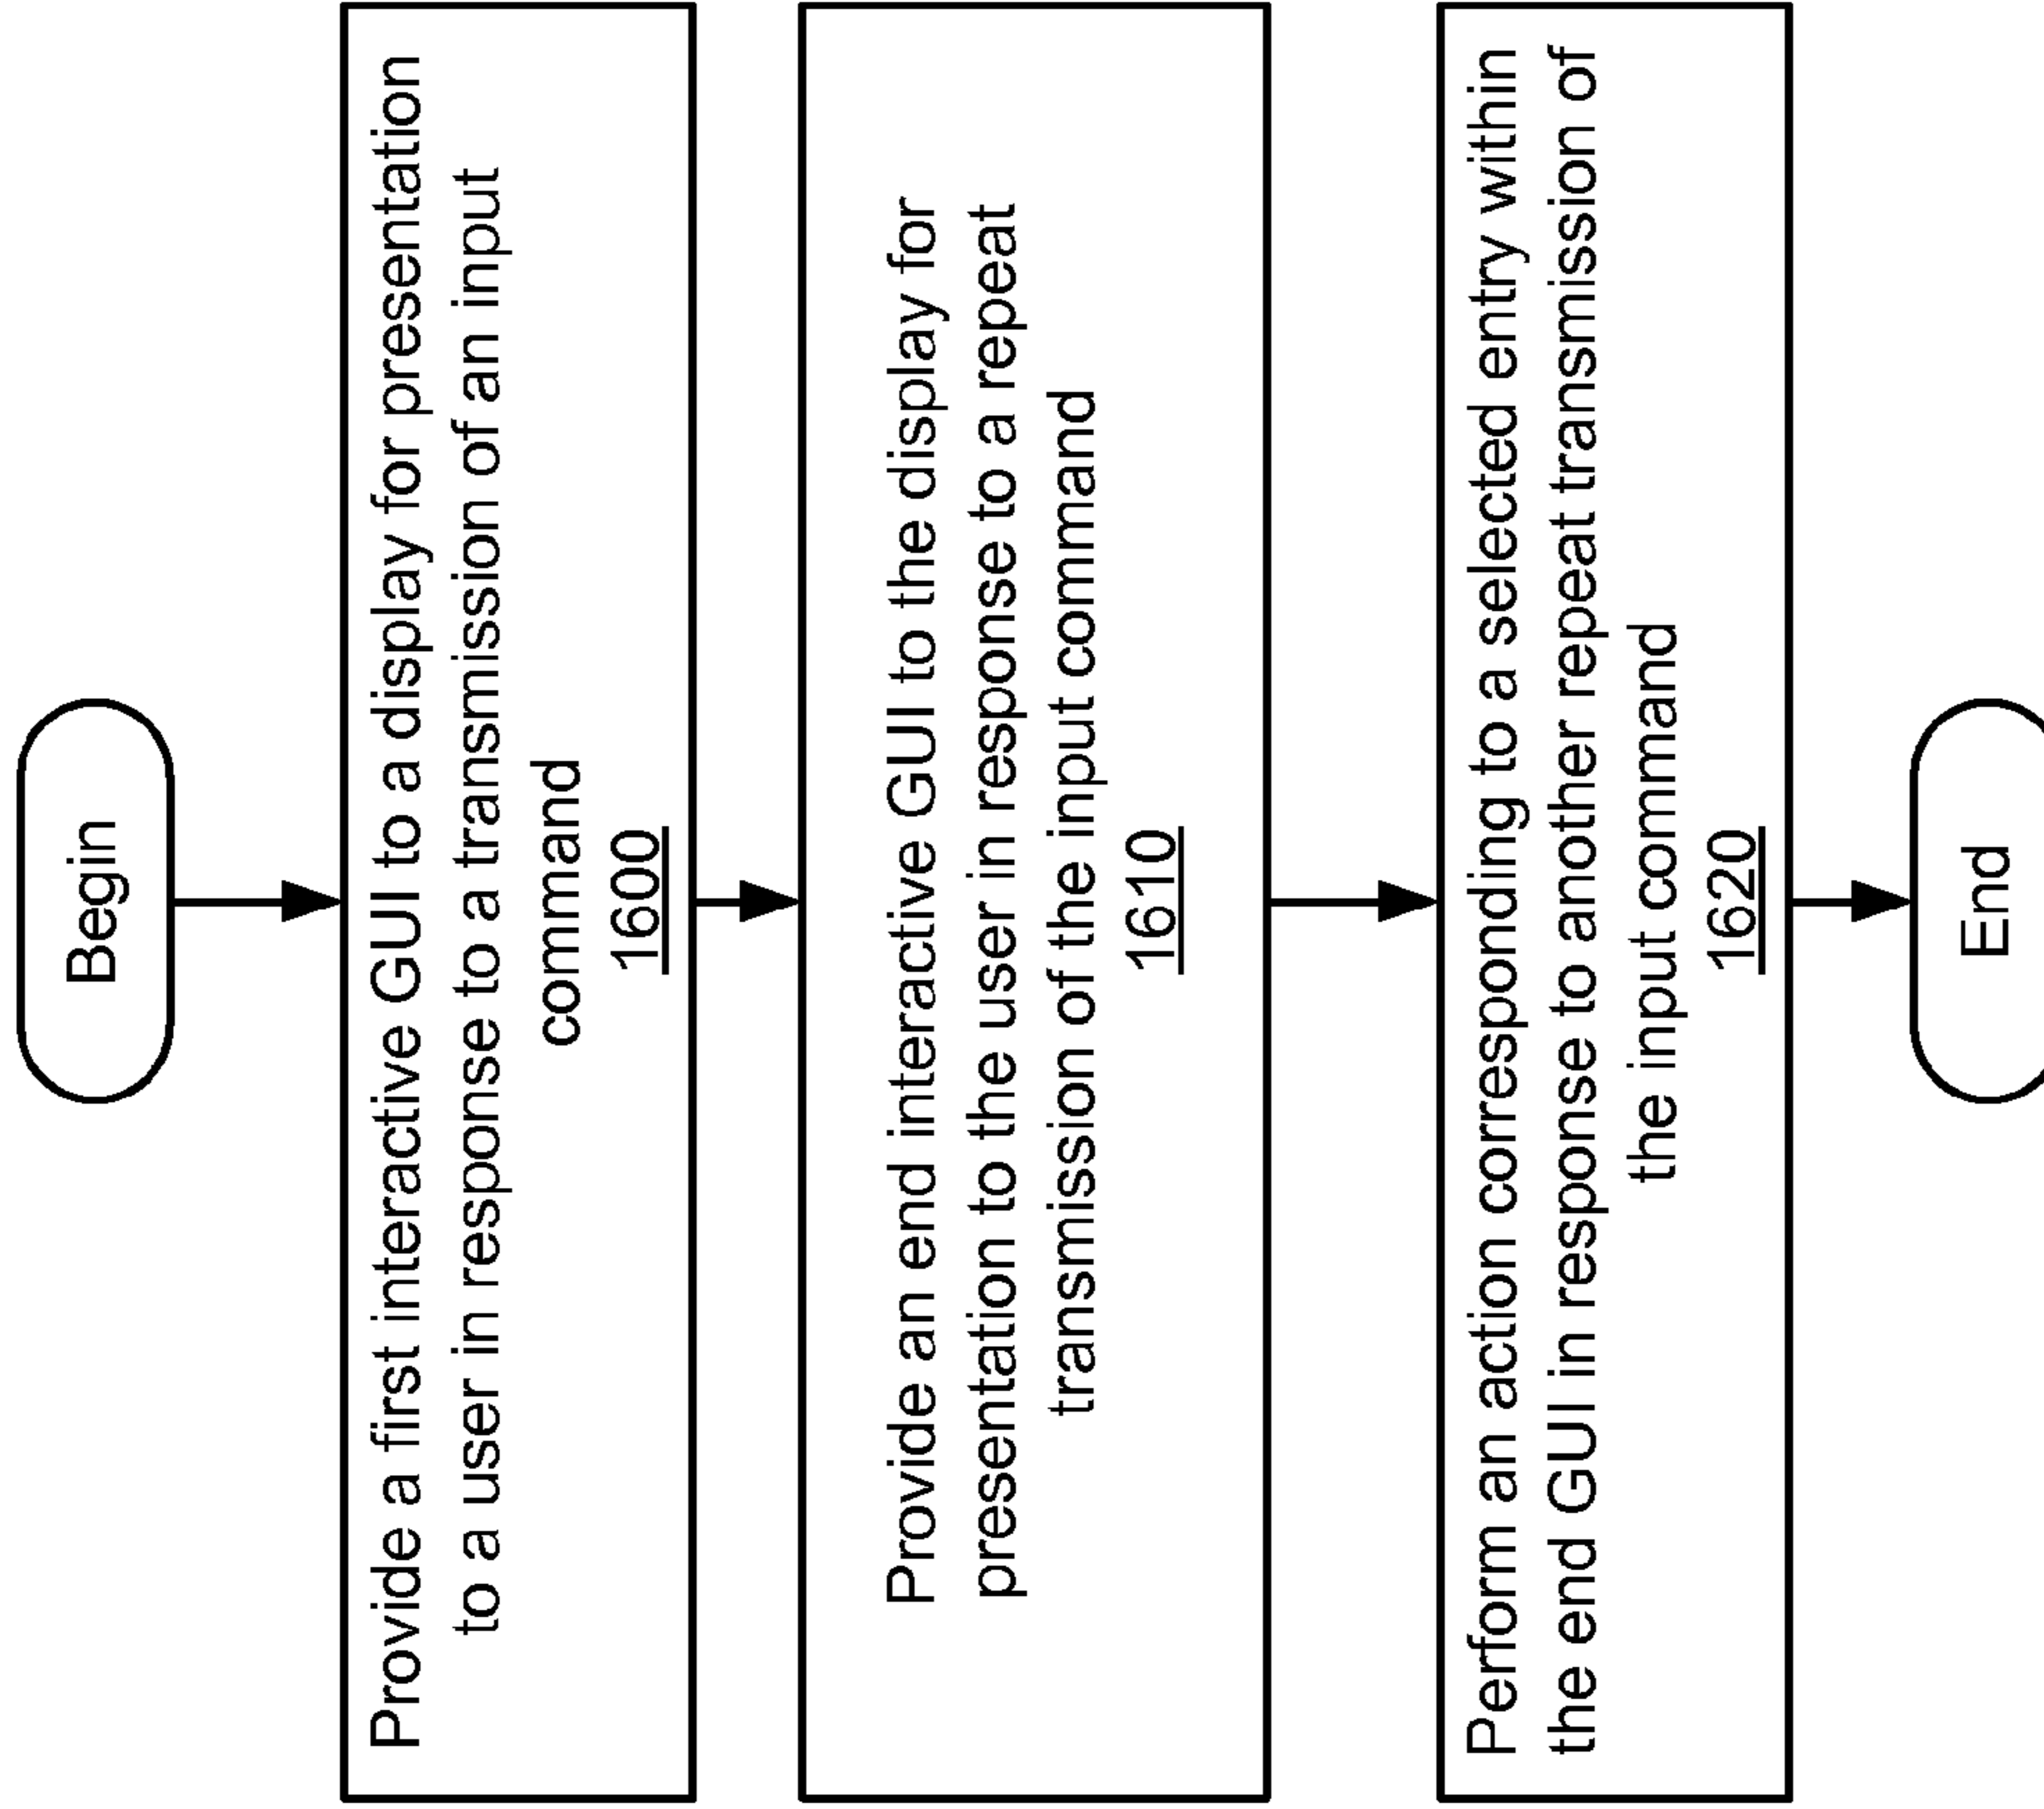 Begin
Provide a first interactive GUI to a display for presentation
to a user in response to a transmission of an input
command
1600
Provide an end interactive GUI to the display for
presentation to the user in response to a repeat
transmission of the input command
1610
Perform an action corresponding to a selected entry within
the end GUI in response to another repeat transmission of
the input command
1620
End